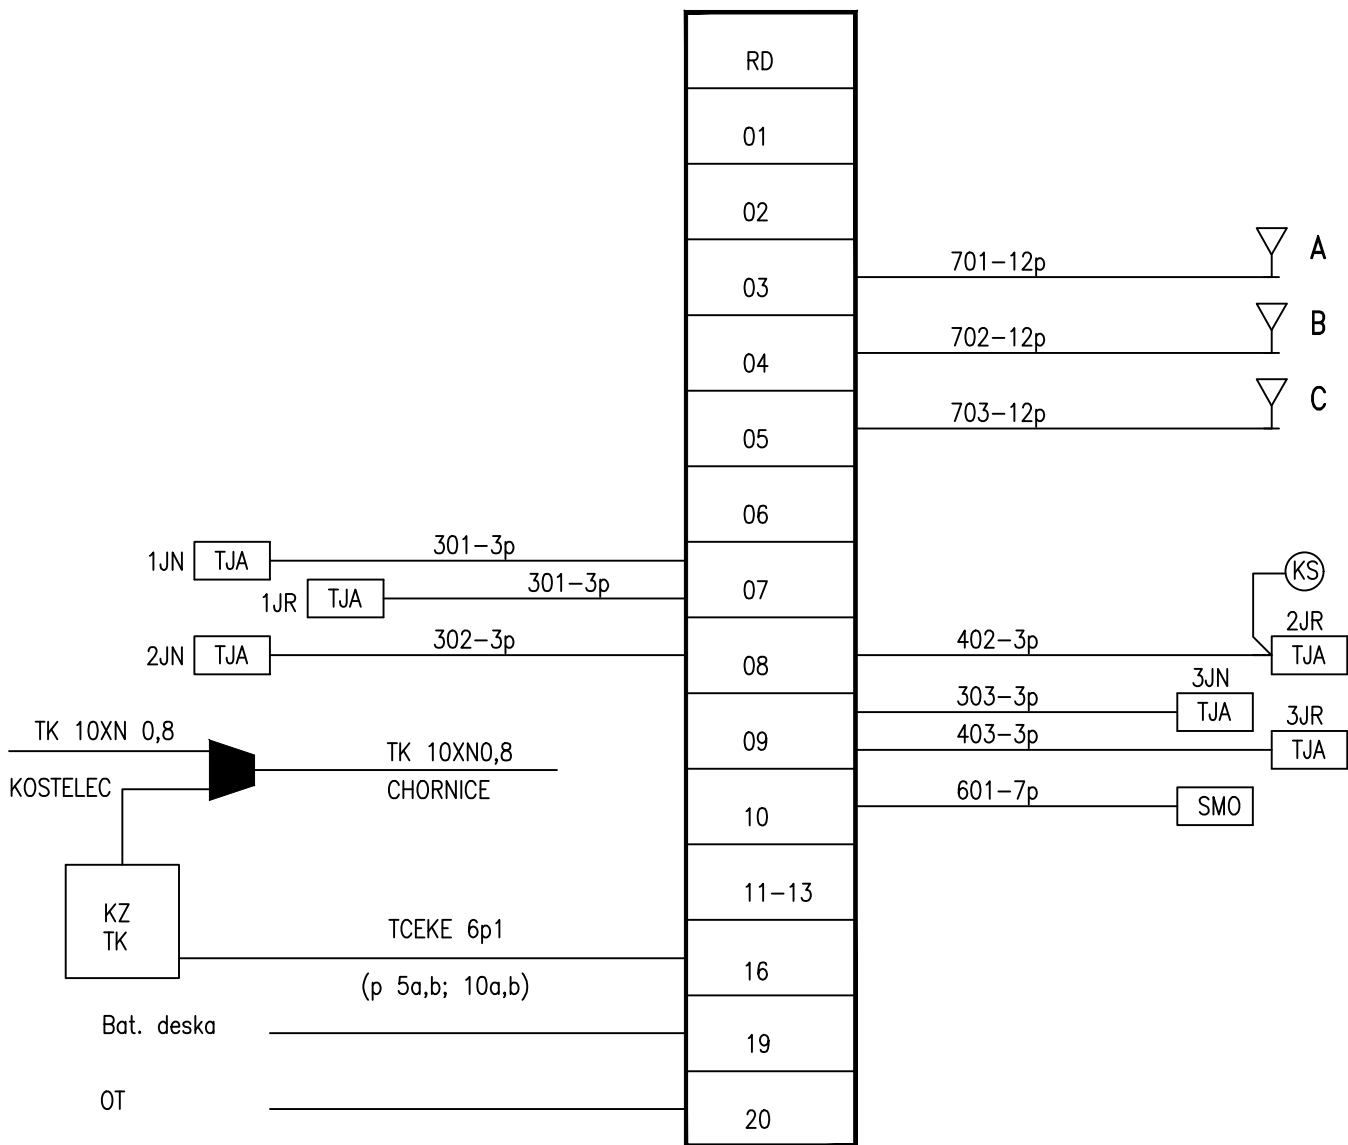 RD
01
02
A
701-12p
03
B
702-12p
04
C
703-12p
05
06
301-3p
1JN TJA
KS
301-3p
1JR TJA
07
2JR
302-3p
402-3p
2JN TJA
08
TJA
3JN
303-3p
TJA
3JR
TK 10XN 0,8
403-3p
09
TJA
TK 10XN0,8
KOSTELEC
CHORNICE
601-7p
10
SMO
11-13
KZ
TK
TCEKE 6p1
16
(p 5a,b; 10a,b)
Bat. deska
19
OT
20